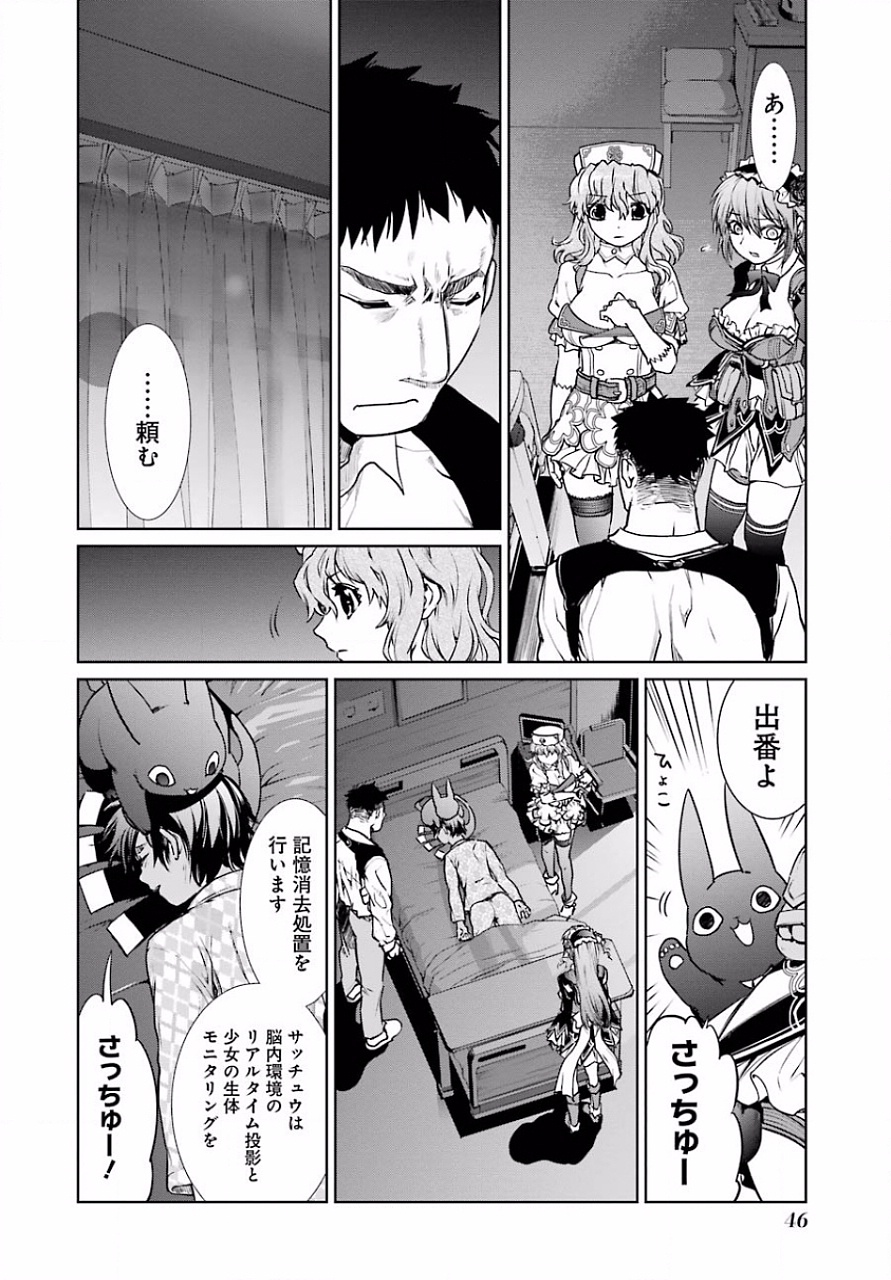 あ……
……頼む
出番よ
ひょこ
さっちゅー
記憶消去処置を
行います
サッチュウは
脳内環境の
リアルタイム投影と
少女の生体
モニタリングを
さっちゅー！
46